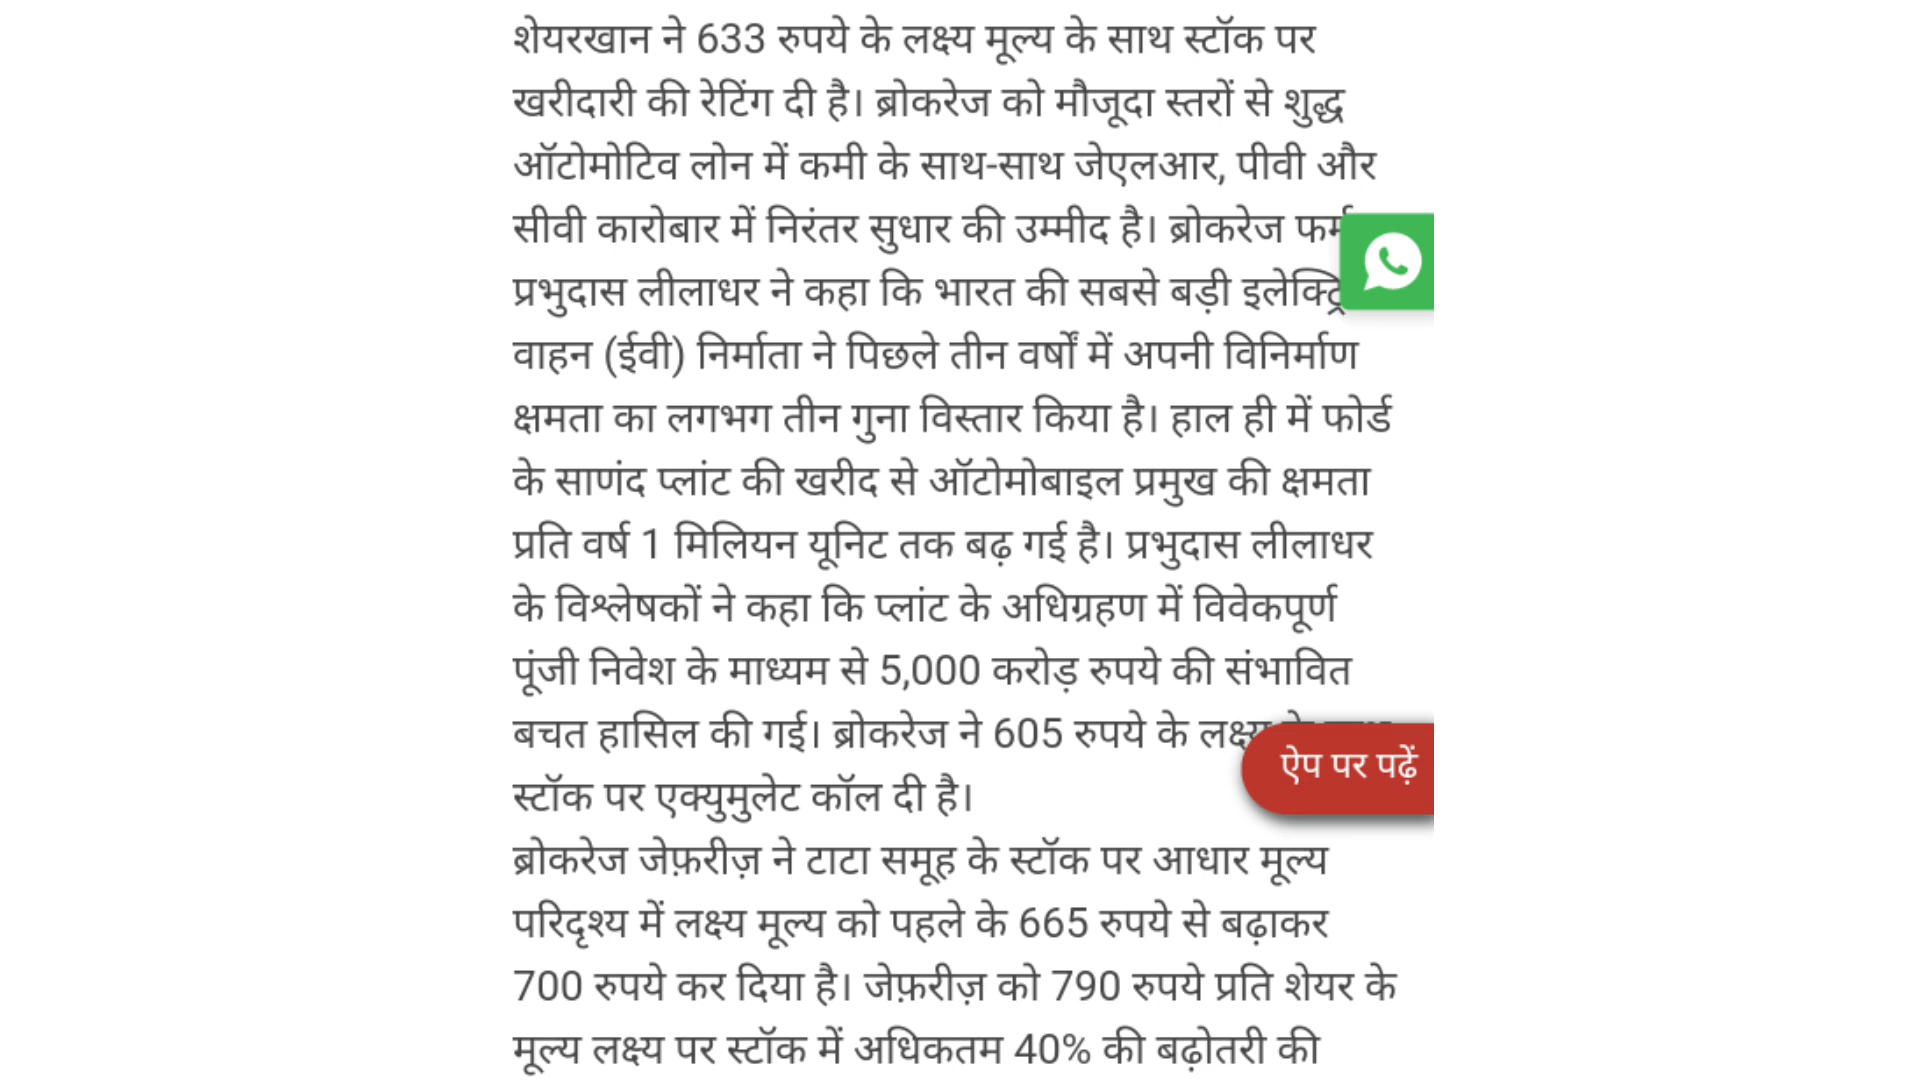 शेयरखान ने 633 रुपये के लक्ष्य मूल्य के साथ स्टॉक पर
खरीदारी की रेटिंग दी है। ब्रोकरेज को मौजूदा स्तरों से शुद्ध
ऑटोमोटिव लोन में कमी के साथ-साथ जेएलआर, पीवी और
सीवी कारोबार में निरंतर सुधार की उम्मीद है। ब्रोकरेज फर्म
प्रभुदास लीलाधर ने कहा कि भारत की सबसे बड़ी
वाहन (ईवी) निर्माता ने पिछले तीन वर्षों में अपनी विनिर्माण
क्षमता का लगभग तीन गुना विस्तार किया है। हाल ही में फोर्ड
के साणंद प्लांट की खरीद से ऑटोमोबाइल प्रमुख की क्षमता
प्रति वर्ष 1 मिलियन यूनिट तक बढ़ गई है। प्रभुदास लीलाधर
के विश्लेषकों ने कहा कि प्लांट के अधिग्रहण में विवेकपूर्ण
पूंजी निवेश के माध्यम से 5,000 करोड़ रुपये की संभावित
बचत हासिल की गई। ब्रोकरेज ने 605 रुपये के लक्ष्य
ऐप पर पढ़ें
स्टॉक पर एक्युमुलेट कॉल दी है।
ब्रोकरेज जेफ़रीज़ ने टाटा समूह के स्टॉक पर आधार मूल्य
परिदृश्य में लक्ष्य मूल्य को पहले के 665 रुपये से बढ़ाकर
700 रुपये कर दिया है। जेफ़रीज़ को 790 रुपये प्रति शेयर के
मूल्य लक्ष्य पर स्टॉक में अधिकतम 40% की बढ़ोतरी की